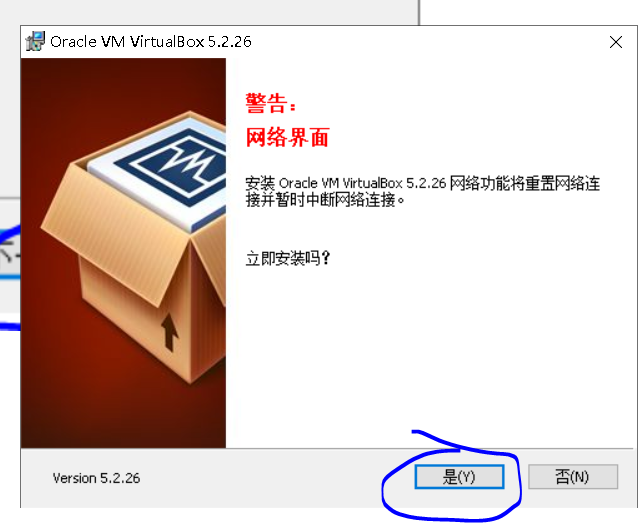 Oracle VM VirtualBox 5.2.26
警告：
网络界面
安装 Oracle VM VirtualBox 5.2.26 网络功能将重置网络连
接并暂时中断网络连接。
立即安装吗？
Version 5.2.26
是(Y)
否(N)